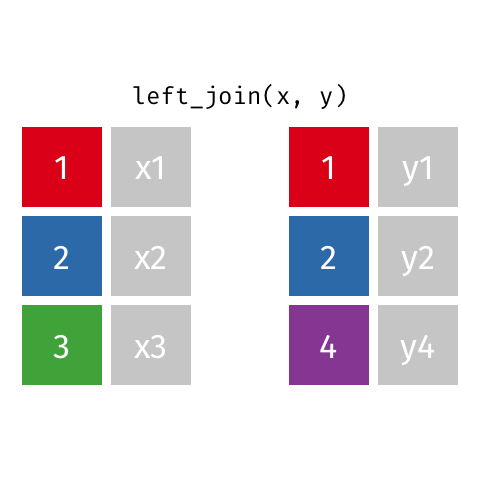 left_join(x, y)
1 x1 1 y1
2 x2 2 y2
3 x3 4 y4